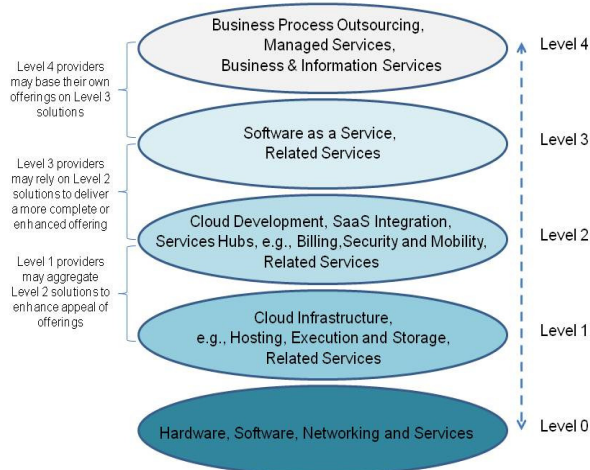 Business Process Outsourcing,
Managed Services,
Business & Information Services
Level 4
Level 4 providers
may base their own
offerings on Level 3
solutions
Software as a Service,
Related Services
Level 3
Level 3 providers
may rely on Level 2
solutions to deliver
a more complete or
enhanced offering
Cloud Development, SaaS Integration,
Services Hubs, e.g., Billing,Security and Mobility,
Related Services
Level 2
Level 1 providers
may aggregate
Level 2 solutions to
enhance appeal of
offerings
Cloud Infrastructure,
e.g., Hosting, Execution and Storage,
Related Services
Level 1
Hardware, Software, Networking and Services
Level 0